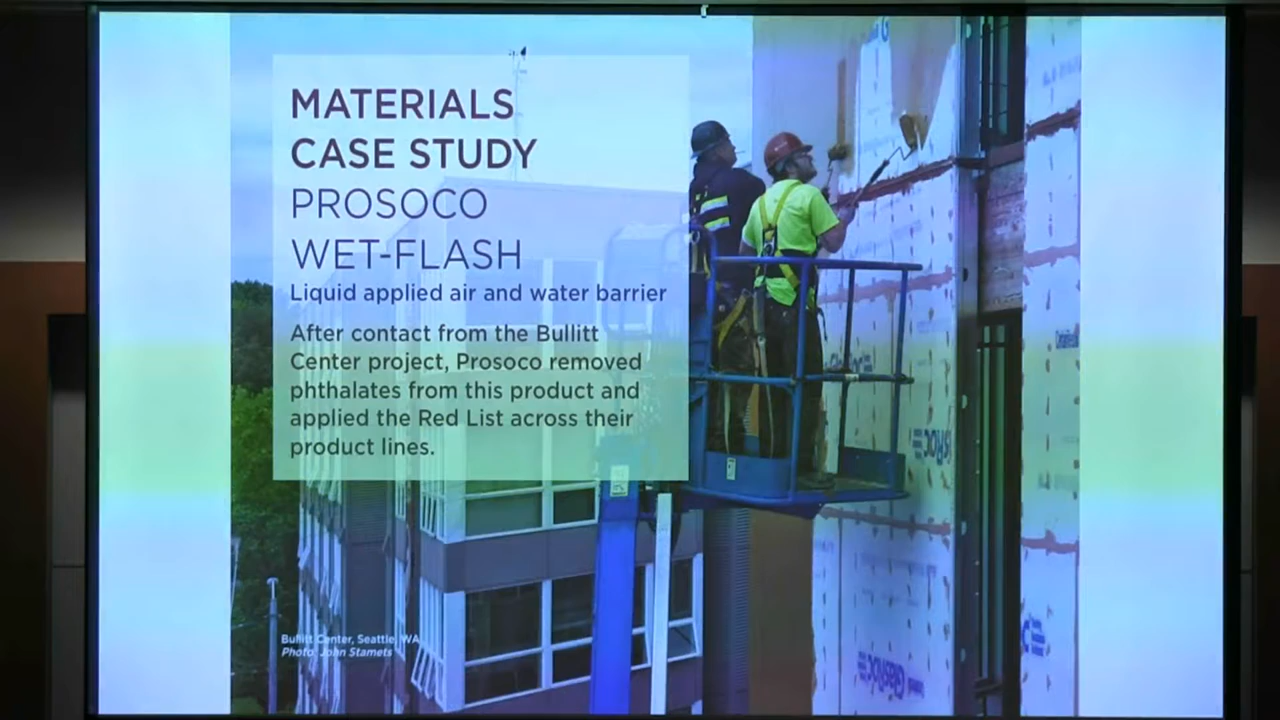 MATERIALS
CASE STUDY
PROSOCO
WET-FLASH
Liquid applied air and water barrier
After contact from the Bullitt
Center project, Prosoco removed
phthalates from this product and
applied the Red List across their
product lines.
Bullitt Center, Seattle, WA
Photo: John Stamets
GlasRoc
GlasRoc